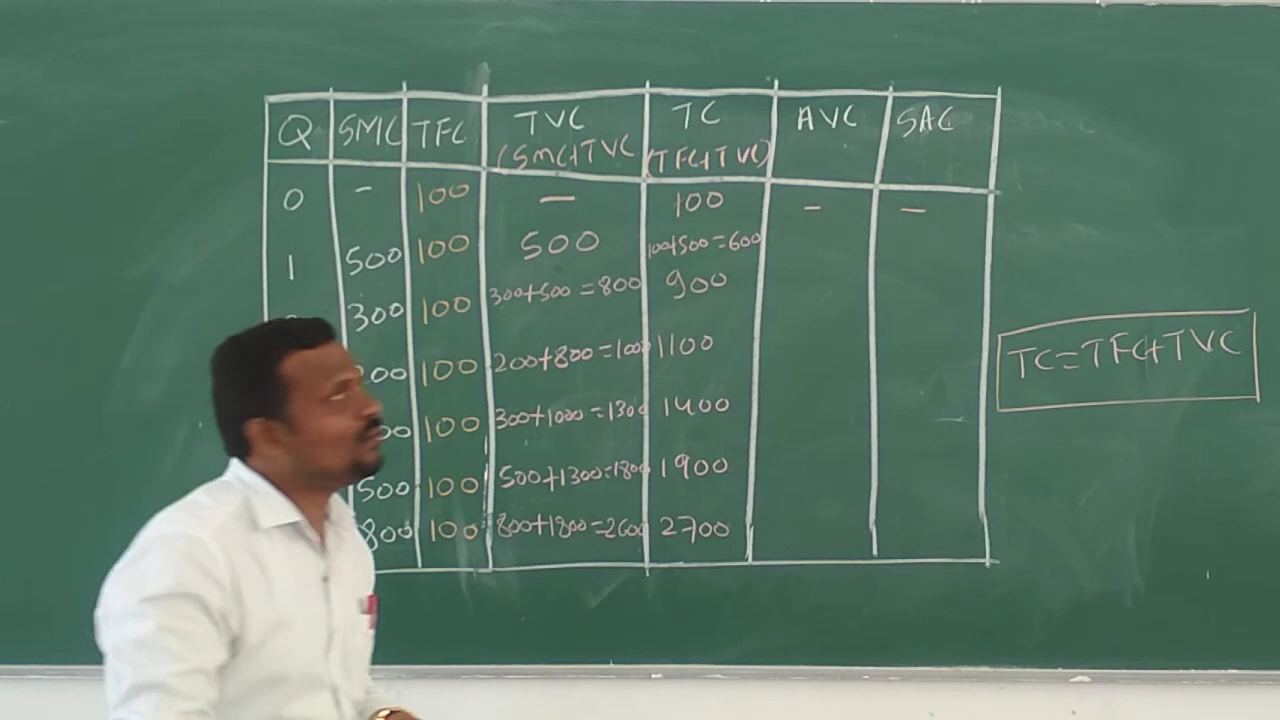 Q SMC TFC TVC TC AVC SAC
(SMC+TVC (TFC+TVC)
0 - 100 - 100 - -
1 500 100 500 100+500=600
300 100 300+500=800 900
00 100 200+800=1000 1100
00 100 300+1000=1300 1400
500 100 500+1300=1800 1900
800 100 800+1800=2600 2700
TC=TFC+TVC